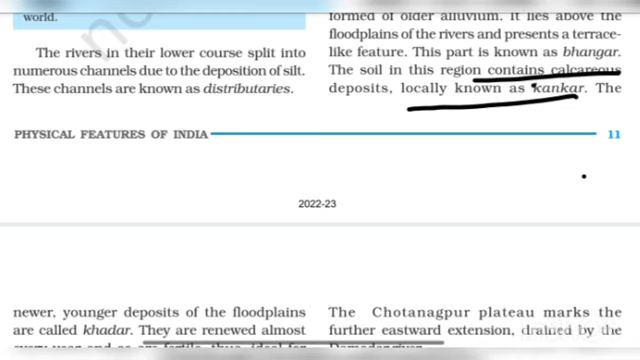 world.
The rivers in their lower course split into
numerous channels due to the deposition of silt.
These channels are known as distributaries.
formed of older alluvium. It lies above the
floodplains of the rivers and presents a terrace-
like feature. This part is known as bhangar.
The soil in this region contains calcareous
deposits, locally known as kankar. The
PHYSICAL FEATURES OF INDIA
11
2022-23
newer, younger deposits of the floodplains
are called khadar. They are renewed almost
The Chotanagpur plateau marks the
further eastward extension, drained by the